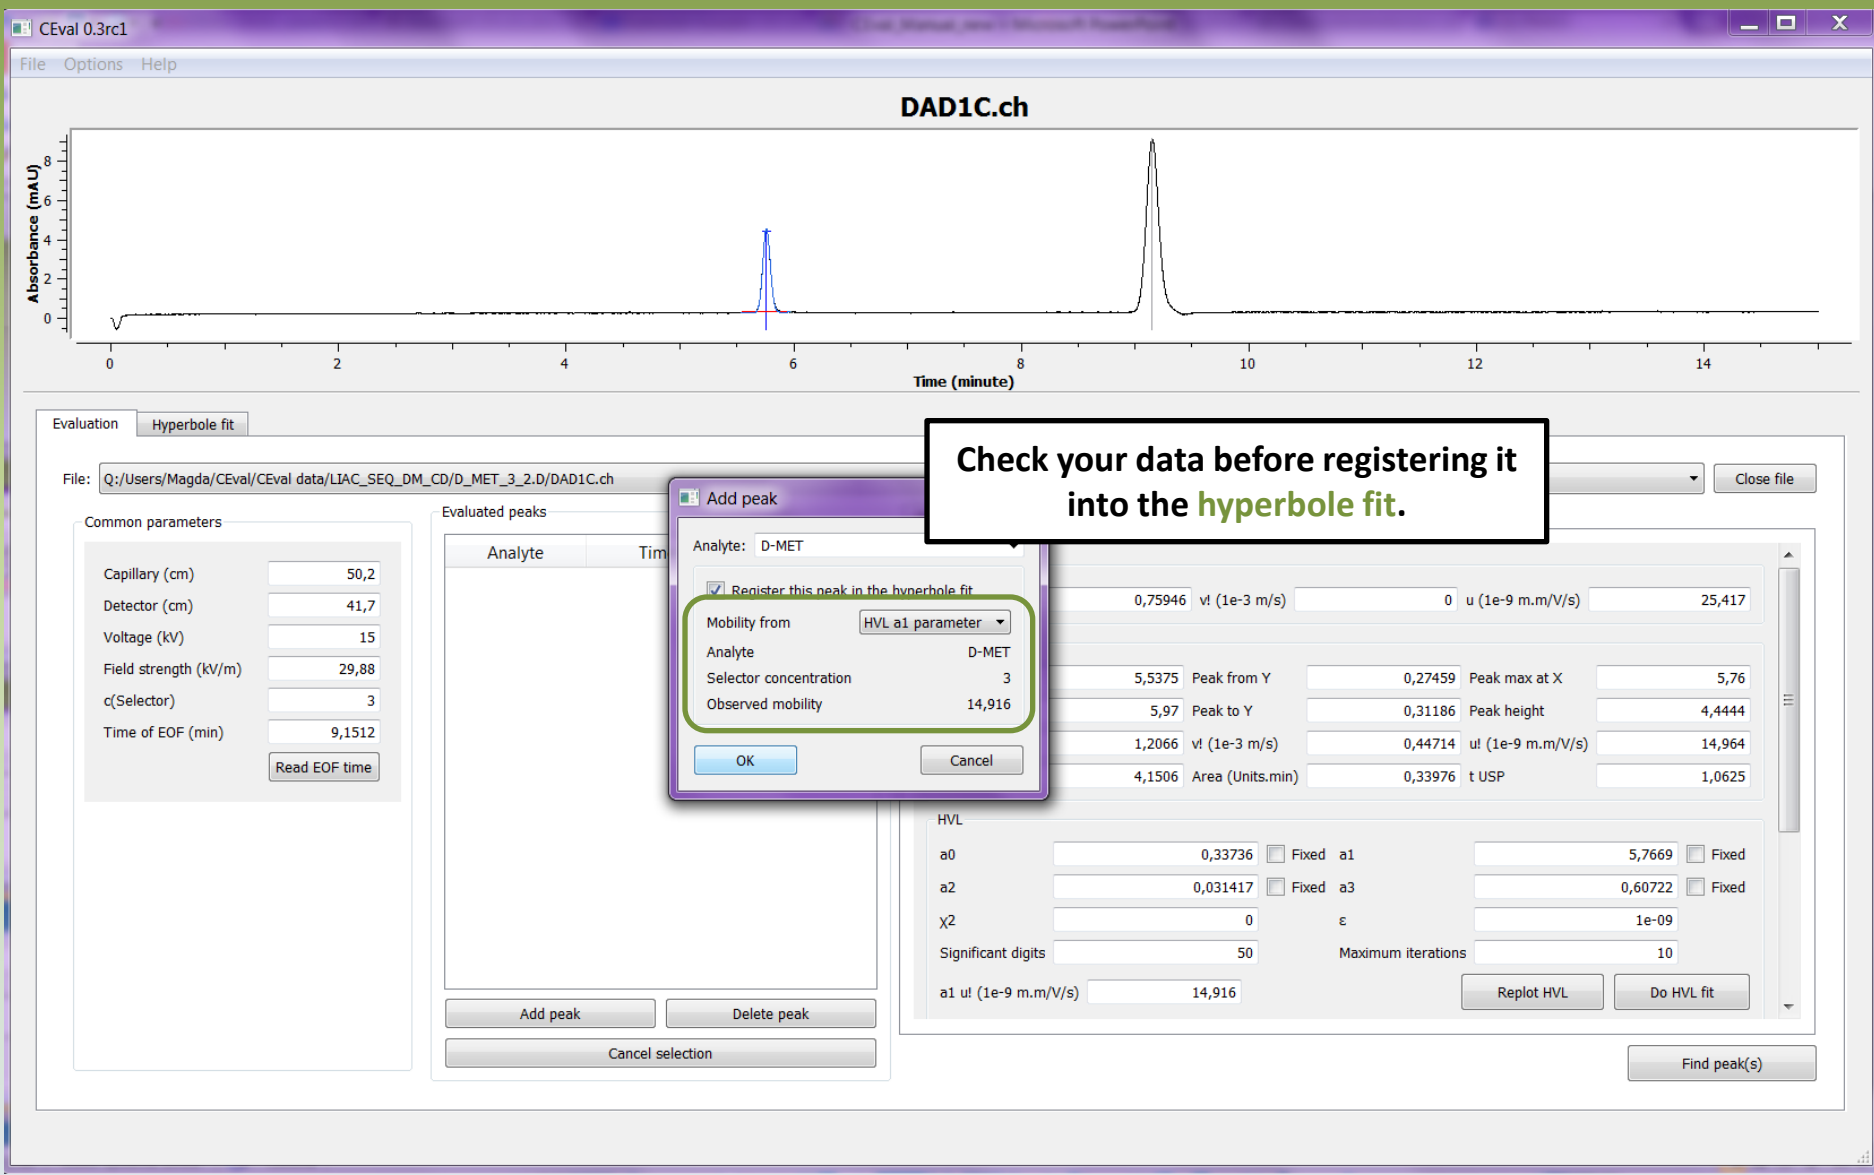 CEval 0.3rc1
File Options Help
DAD1C.ch
Absorbance (mAU)
8
6
4
2
0
0 2 4 6 8 10 12 14
Time (minute)
Evaluation Hyperbole fit
Check your data before registering it
into the hyperbole fit.
File: Q:/Users/Magda/CEval/CEval data/LIAC_SEQ_DM_CD/D_MET_3_2.D/DAD1C.ch Close file
Common parameters
Capillary (cm) 50,2
Detector (cm) 41,7
Voltage (kV) 15
Field strength (kV/m) 29,88
c(Selector) 3
Time of EOF (min) 9,1512
Read EOF time
Evaluated peaks
Analyte Tim
Add peak Delete peak
Cancel selection
Add peak
Analyte: D-MET
Register this peak in the hyperbole fit
Mobility from HVL a1 parameter
Analyte D-MET
Selector concentration 3
Observed mobility 14,916
OK Cancel
0,75946 v! (1e-3 m/s) 0 u (1e-9 m.m/V/s) 25,417
5,5375 Peak from Y 0,27459 Peak max at X 5,76
5,97 Peak to Y 0,31186 Peak height 4,4444
1,2066 v! (1e-3 m/s) 0,44714 u! (1e-9 m.m/V/s) 14,964
4,1506 Area (Units.min) 0,33976 t USP 1,0625
HVL
a0 0,33736 Fixed a1 5,7669 Fixed
a2 0,031417 Fixed a3 0,60722 Fixed
χ2 0 ε 1e-09
Significant digits 50 Maximum iterations 10
a1 u! (1e-9 m.m/V/s) 14,916 Replot HVL Do HVL fit
Find peak(s)